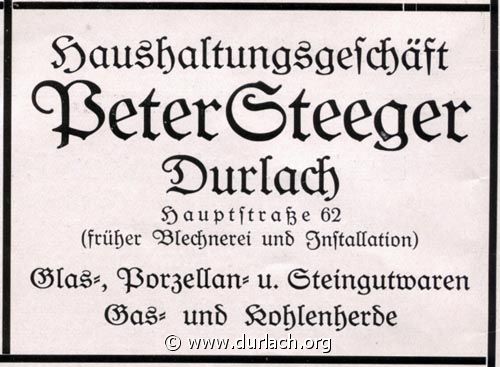 Haushaltungsgeschäft
Peter Steeger
Durlach
Hauptstraße 62
(früher Blechnerei und Installation)
Glas-, Porzellan- u. Steingutwaren
Gas- und Kohlenherde
© www.durlach.org